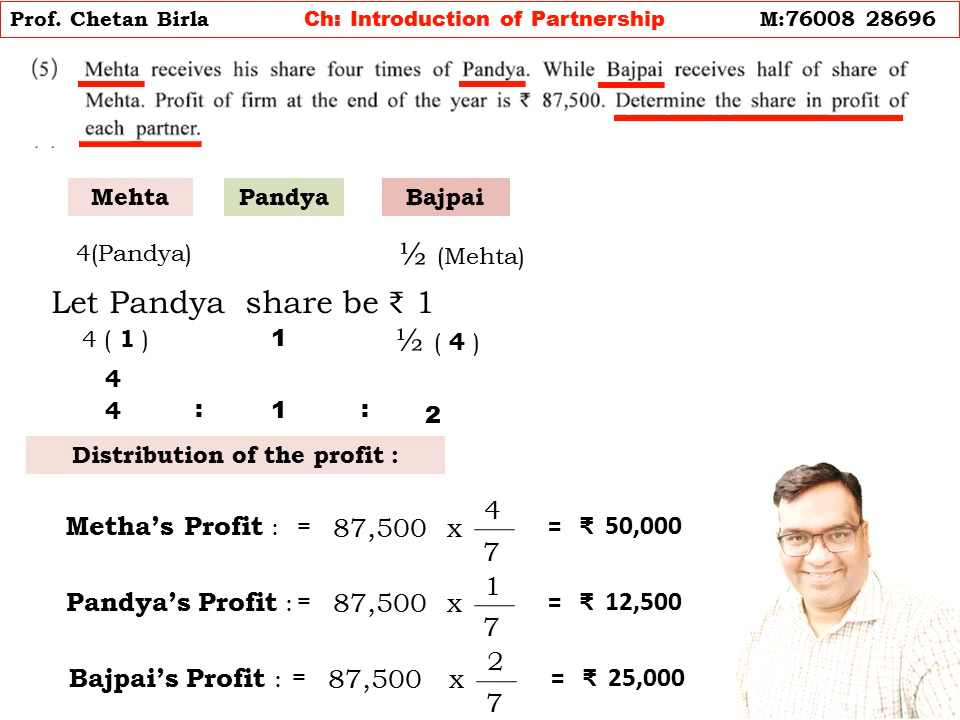 Prof. Chetan Birla Ch: Introduction of Partnership M:76008 28696
(5) Mehta receives his share four times of Pandya. While Bajpai receives half of share of
Mehta. Profit of firm at the end of the year is ₹ 87,500. Determine the share in profit of
each partner.
Mehta Pandya Bajpai
4(Pandya) ½ (Mehta)
Let Pandya share be ₹ 1
4 ( 1 ) 1 ½ ( 4 )
4
4 : 1 : 2
Distribution of the profit :
Metha's Profit : = 87,500 x 4/7 = ₹ 50,000
Pandya's Profit : = 87,500 x 1/7 = ₹ 12,500
Bajpai's Profit : = 87,500 x 2/7 = ₹ 25,000